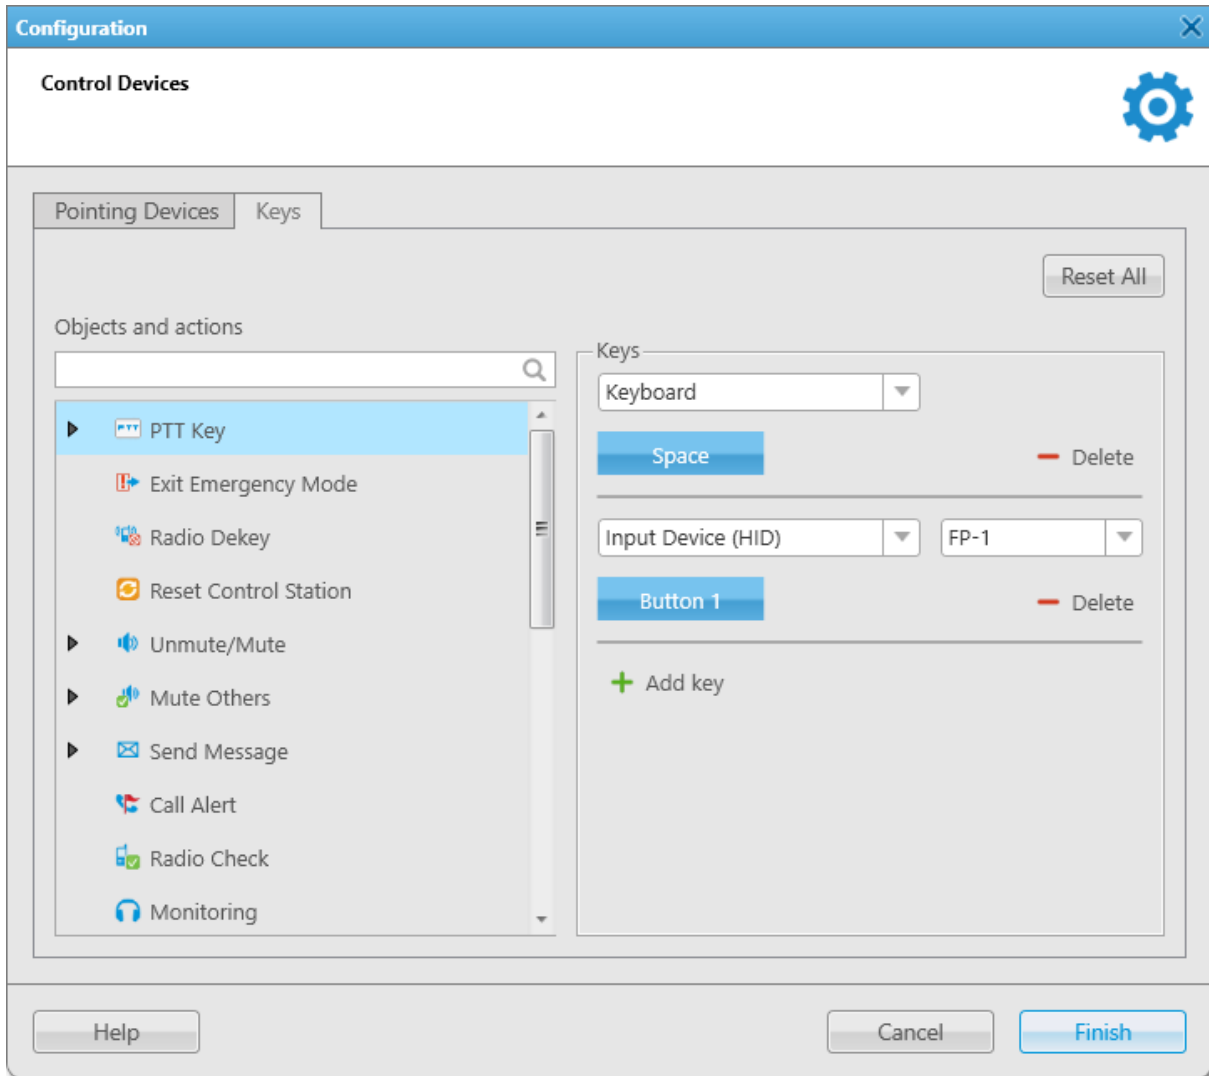 Configuration
Control Devices
Pointing Devices
Keys
Reset All
Objects and actions
PTT PTT Key
Exit Emergency Mode
Radio Dekey
Reset Control Station
Unmute/Mute
Mute Others
Send Message
Call Alert
Radio Check
Monitoring
Keys
Keyboard
Space
Delete
Input Device (HID)
FP-1
Button 1
Delete
Add key
Help
Cancel
Finish